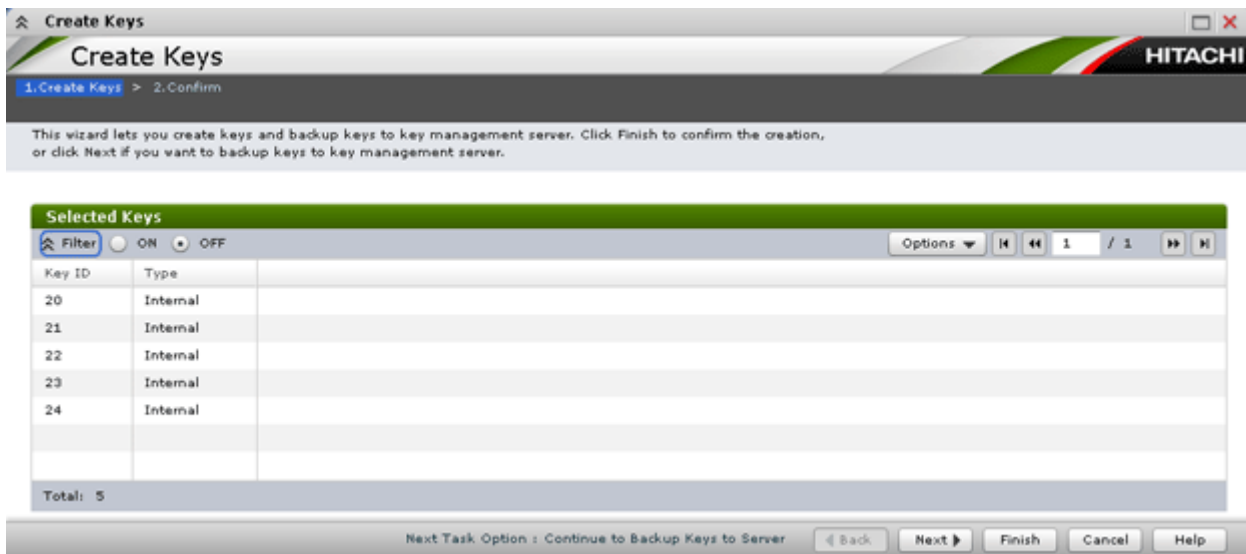 Create Keys
Create Keys
HITACHI
1.Create Keys > 2.Confirm
This wizard lets you create keys and backup keys to key management server. Click Finish to confirm the creation,
or click Next if you want to backup keys to key management server.
Selected Keys
Filter ON OFF Options 1 / 1
Key ID Type
20 Internal
21 Internal
22 Internal
23 Internal
24 Internal
Total: 5
Next Task Option : Continue to Backup Keys to Server Back Next Finish Cancel Help